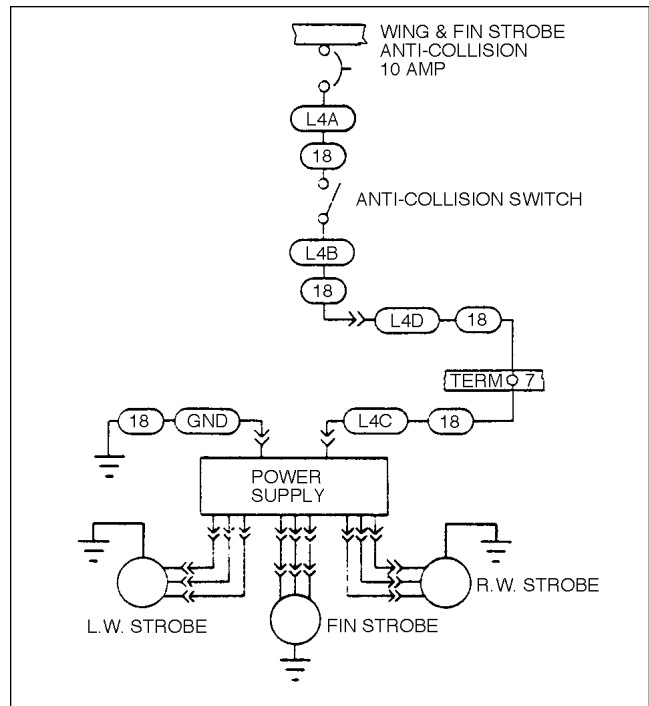 WING & FIN STROBE
ANTI-COLLISION
10 AMP
L4A
18
ANTI-COLLISION SWITCH
L4B
18
L4D 18
TERM 7
18 GND L4C 18
POWER
SUPPLY
L.W. STROBE
FIN STROBE
R.W. STROBE